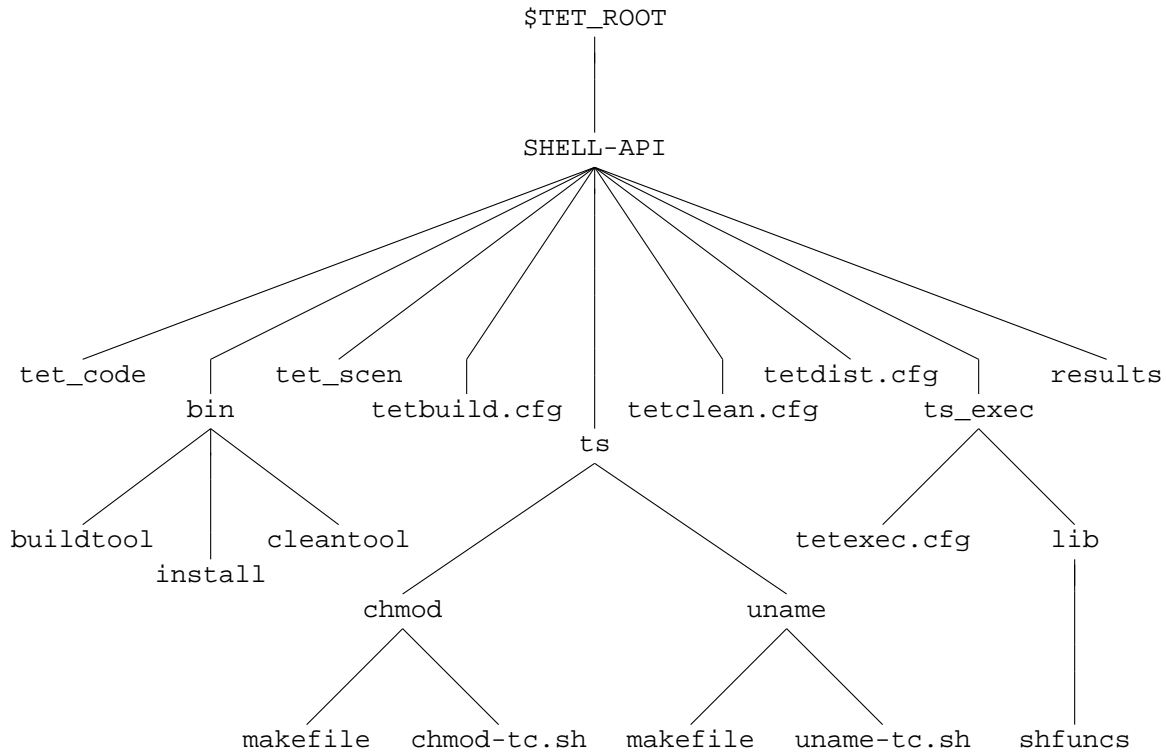 $TET_ROOT
SHELL-API
tet_code tet_scen tetdist.cfg results
bin tetbuild.cfg tetclean.cfg ts_exec
ts
buildtool cleantool tetexec.cfg lib
install
chmod uname
makefile chmod-tc.sh makefile uname-tc.sh shfuncs